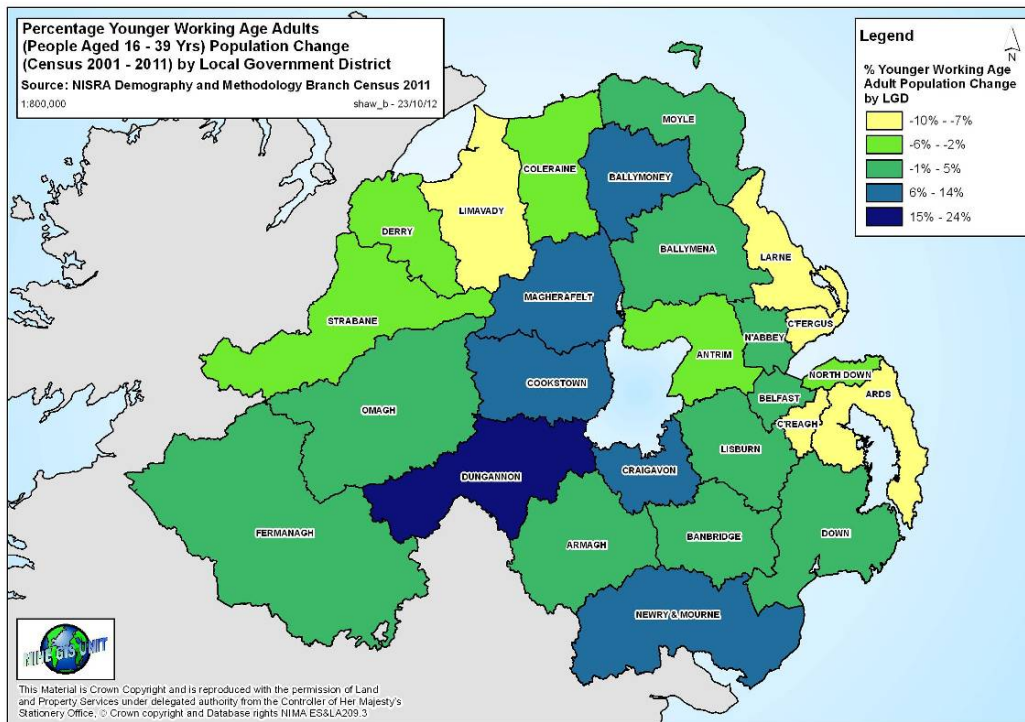 Percentage Younger Working Age Adults
(People Aged 16 - 39 Yrs) Population Change
(Census 2001 - 2011) by Local Government District
Source: NISRA Demography and Methodology Branch Census 2011
1:800,000 shaw_b - 23/10/12
Legend
N
% Younger Working Age
Adult Population Change
by LGD
-10% - -7%
-6% - -2%
-1% - 5%
6% - 14%
15% - 24%
MOYLE
COLERAINE
BALLYMONEY
LIMAVADY
DERRY
BALLYMENA
LARNE
MAGHERAFELT
STRABANE
C'FERGUS
N'ABBEY
ANTRIM
NORTH DOWN
COOKSTOWN
ARDS
BELFAST
OMAGH
C'REAGH
LISBURN
CRAIGAVON
DUNGANNON
FERMANAGH
DOWN
BANBRIDGE
ARMAGH
NEWRY & MOURNE
NIHE GIS UNIT
This Material is Crown Copyright and is reproduced with the permission of Land
and Property Services under delegated authority from the Controller of Her Majesty's
Stationery Office, © Crown copyright and Database rights NIMA ES&LA209.3